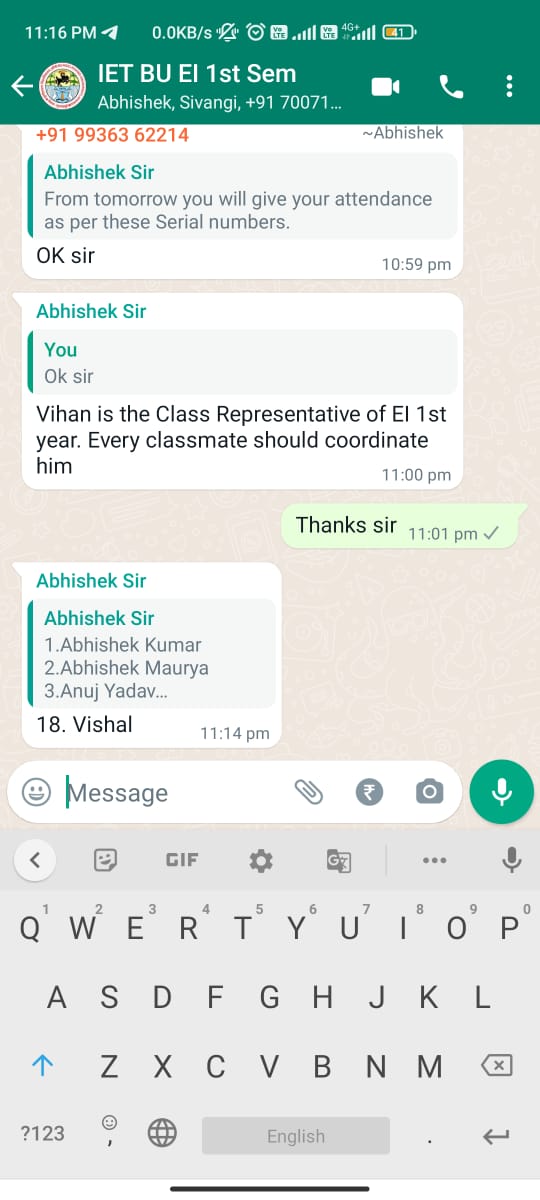 11:16 PM 0.0KB/s Vo LTE Vo LTE 4G+ 41
IET BU EI 1st Sem
Abhishek, Sivangi, +91 70071...
+91 99363 62214 ~Abhishek
Abhishek Sir
From tomorrow you will give your attendance
as per these Serial numbers.
OK sir
10:59 pm
Abhishek Sir
You
Ok sir
Vihan is the Class Representative of EI 1st
year. Every classmate should coordinate
him
11:00 pm
Thanks sir 11:01 pm
Abhishek Sir
Abhishek Sir
1.Abhishek Kumar
2.Abhishek Maurya
3.Anuj Yadav...
18. Vishal 11:14 pm
Message ₹
GIF G
1 2 3 4 5 6 7 8 9 0
Q W E R T Y U I O P
A S D F G H J K L
Z X C V B N M
?123 , English .